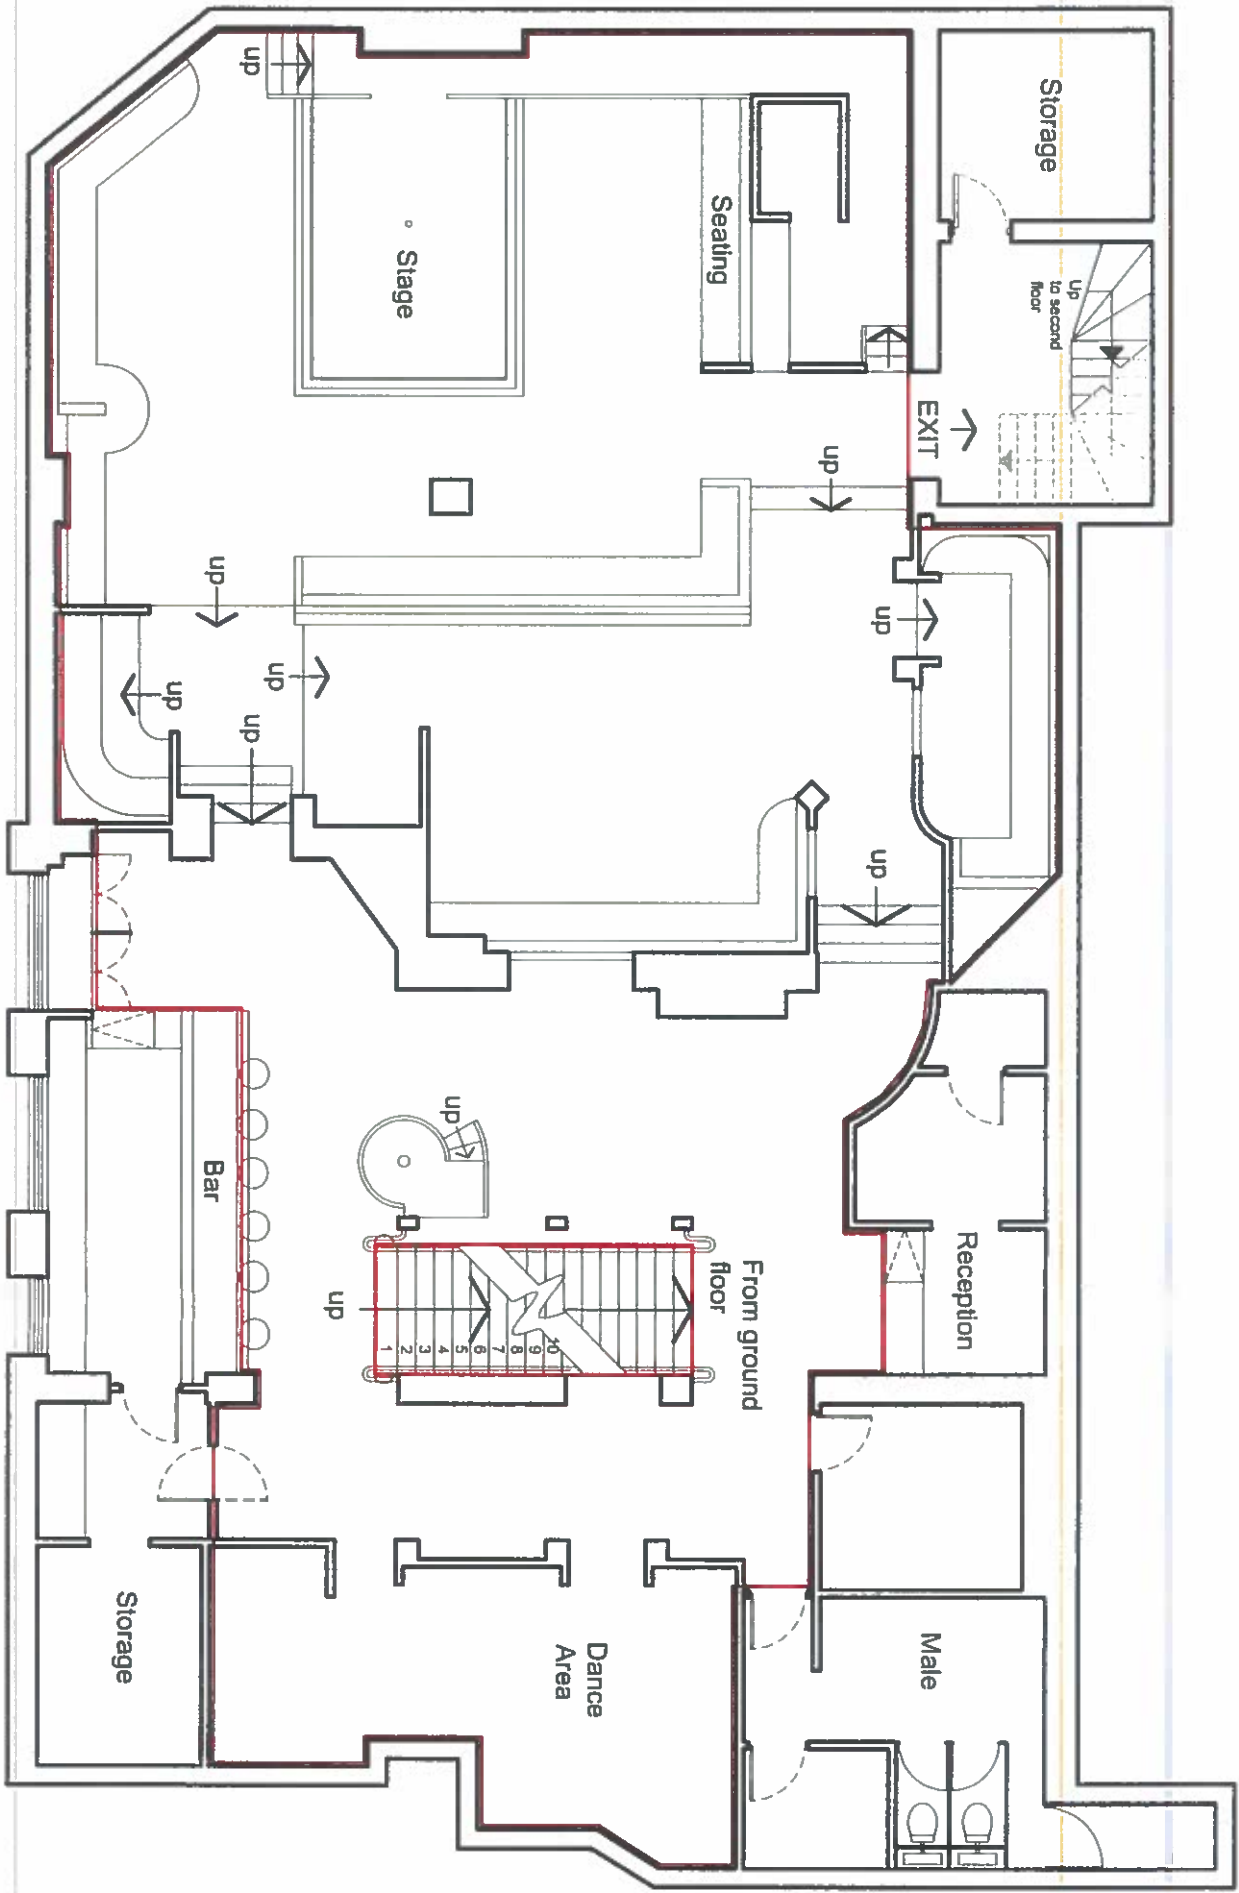 Storage
Up
to second
floor
Reception
Male
EXIT
up
up
up
From ground
floor
Seating
Dance
Area
10
9
8
7
6
5
4
3
2
1
up
Stage
up
up
up
up
up
Bar
up
Storage